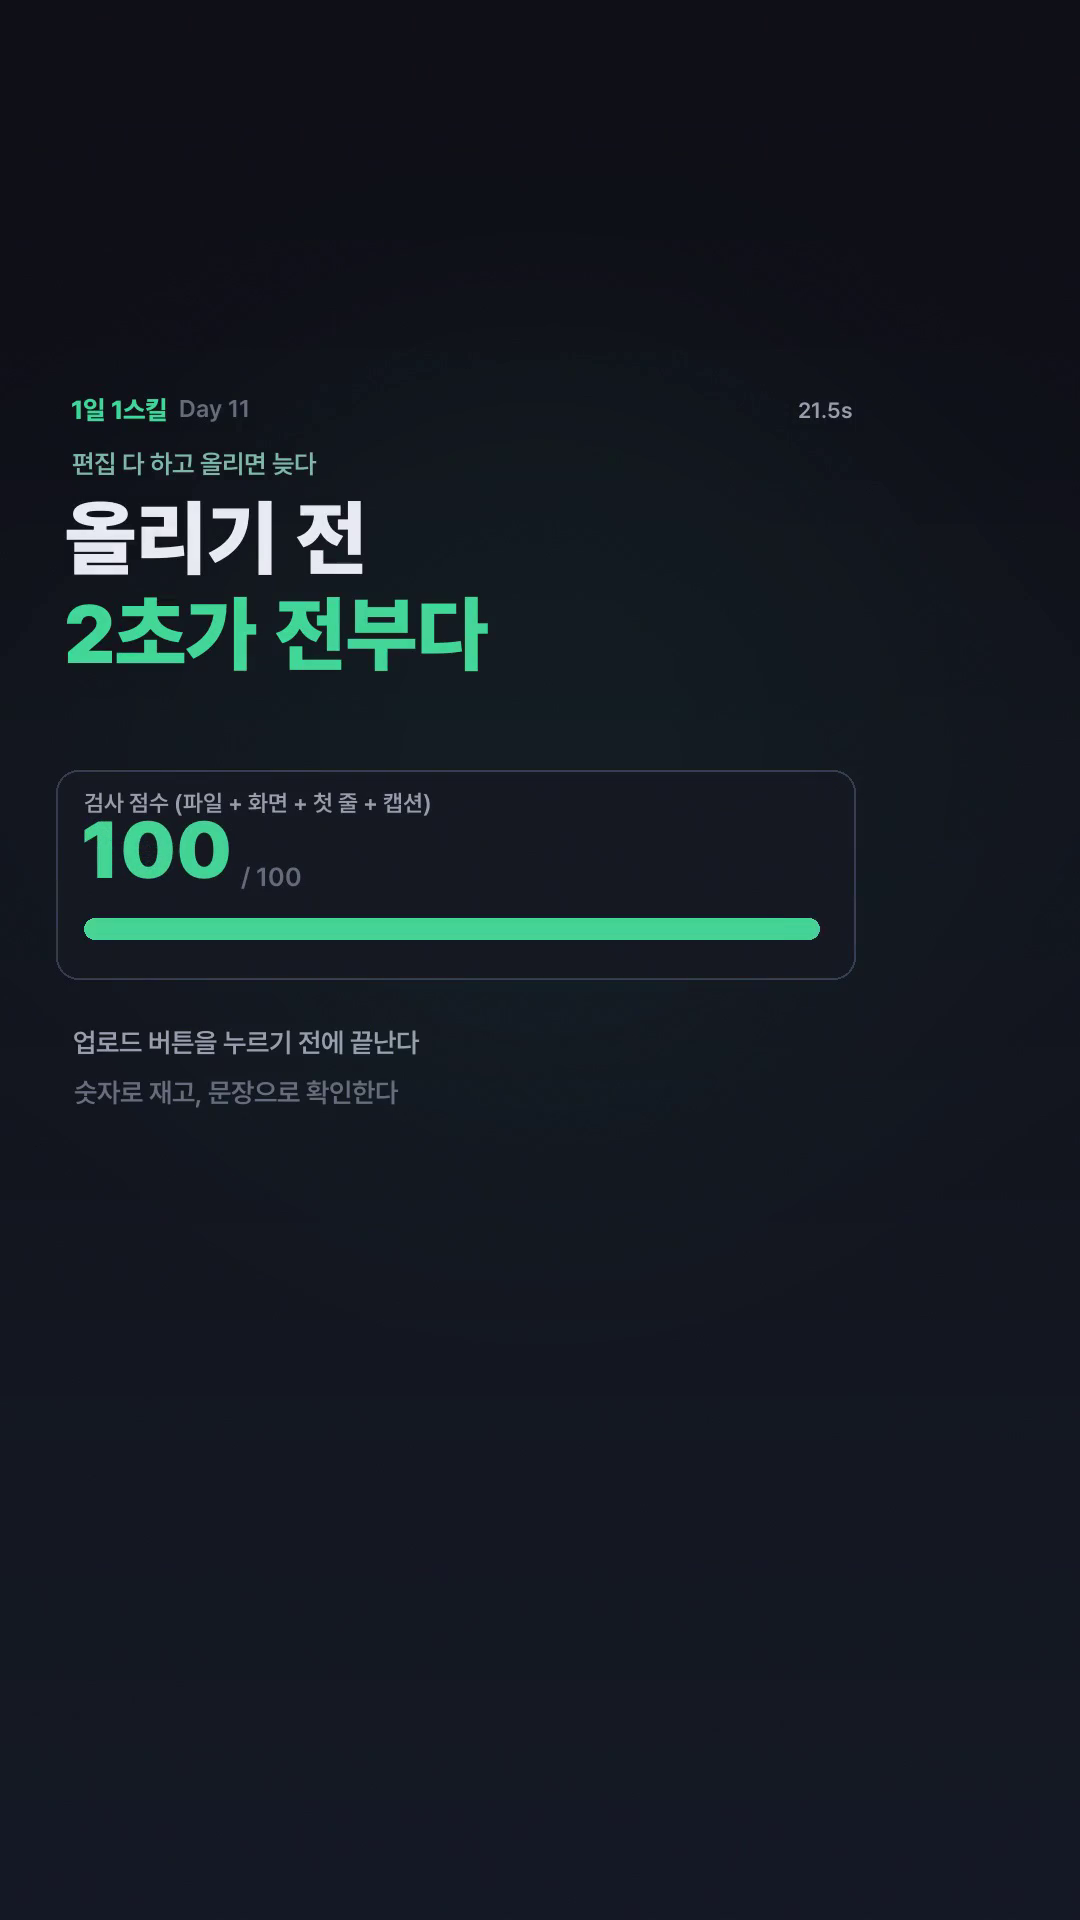 1일 1스킬 Day 11 21.5s
편집 다 하고 올리면 늦다
올리기 전
2초가 전부다
검사 점수 (파일 + 화면 + 첫 줄 + 캡션)
100 / 100
업로드 버튼을 누르기 전에 끝난다
숫자로 재고, 문장으로 확인한다